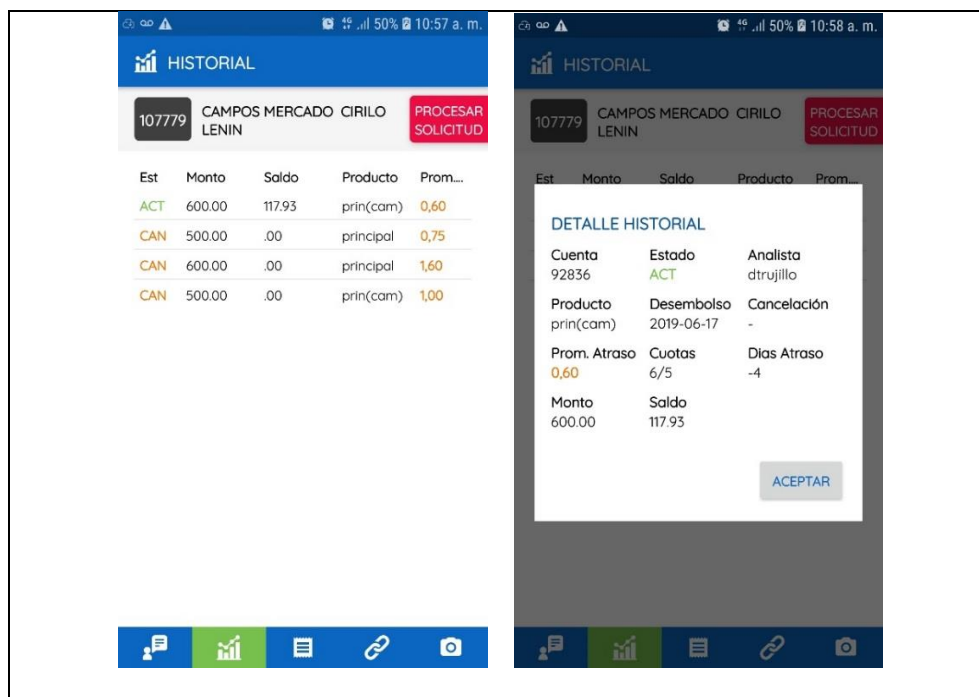 4G 50% 10:57 a. m.
HISTORIAL
107779 CAMPOS MERCADO CIRILO LENIN PROCESAR SOLICITUD
Est Monto Saldo Producto Prom....
ACT 600.00 117.93 prin(cam) 0,60
CAN 500.00 .00 principal 0,75
CAN 600.00 .00 principal 1,60
CAN 500.00 .00 prin(cam) 1,00
4G 50% 10:58 a. m.
HISTORIAL
107779 CAMPOS MERCADO CIRILO LENIN PROCESAR SOLICITUD
Est Monto Saldo Producto Prom....
DETALLE HISTORIAL
Cuenta Estado Analista
92836 ACT dtrujillo
Producto Desembolso Cancelación
prin(cam) 2019-06-17 -
Prom. Atraso Cuotas Dias Atraso
0,60 6/5 -4
Monto Saldo
600.00 117.93
ACEPTAR